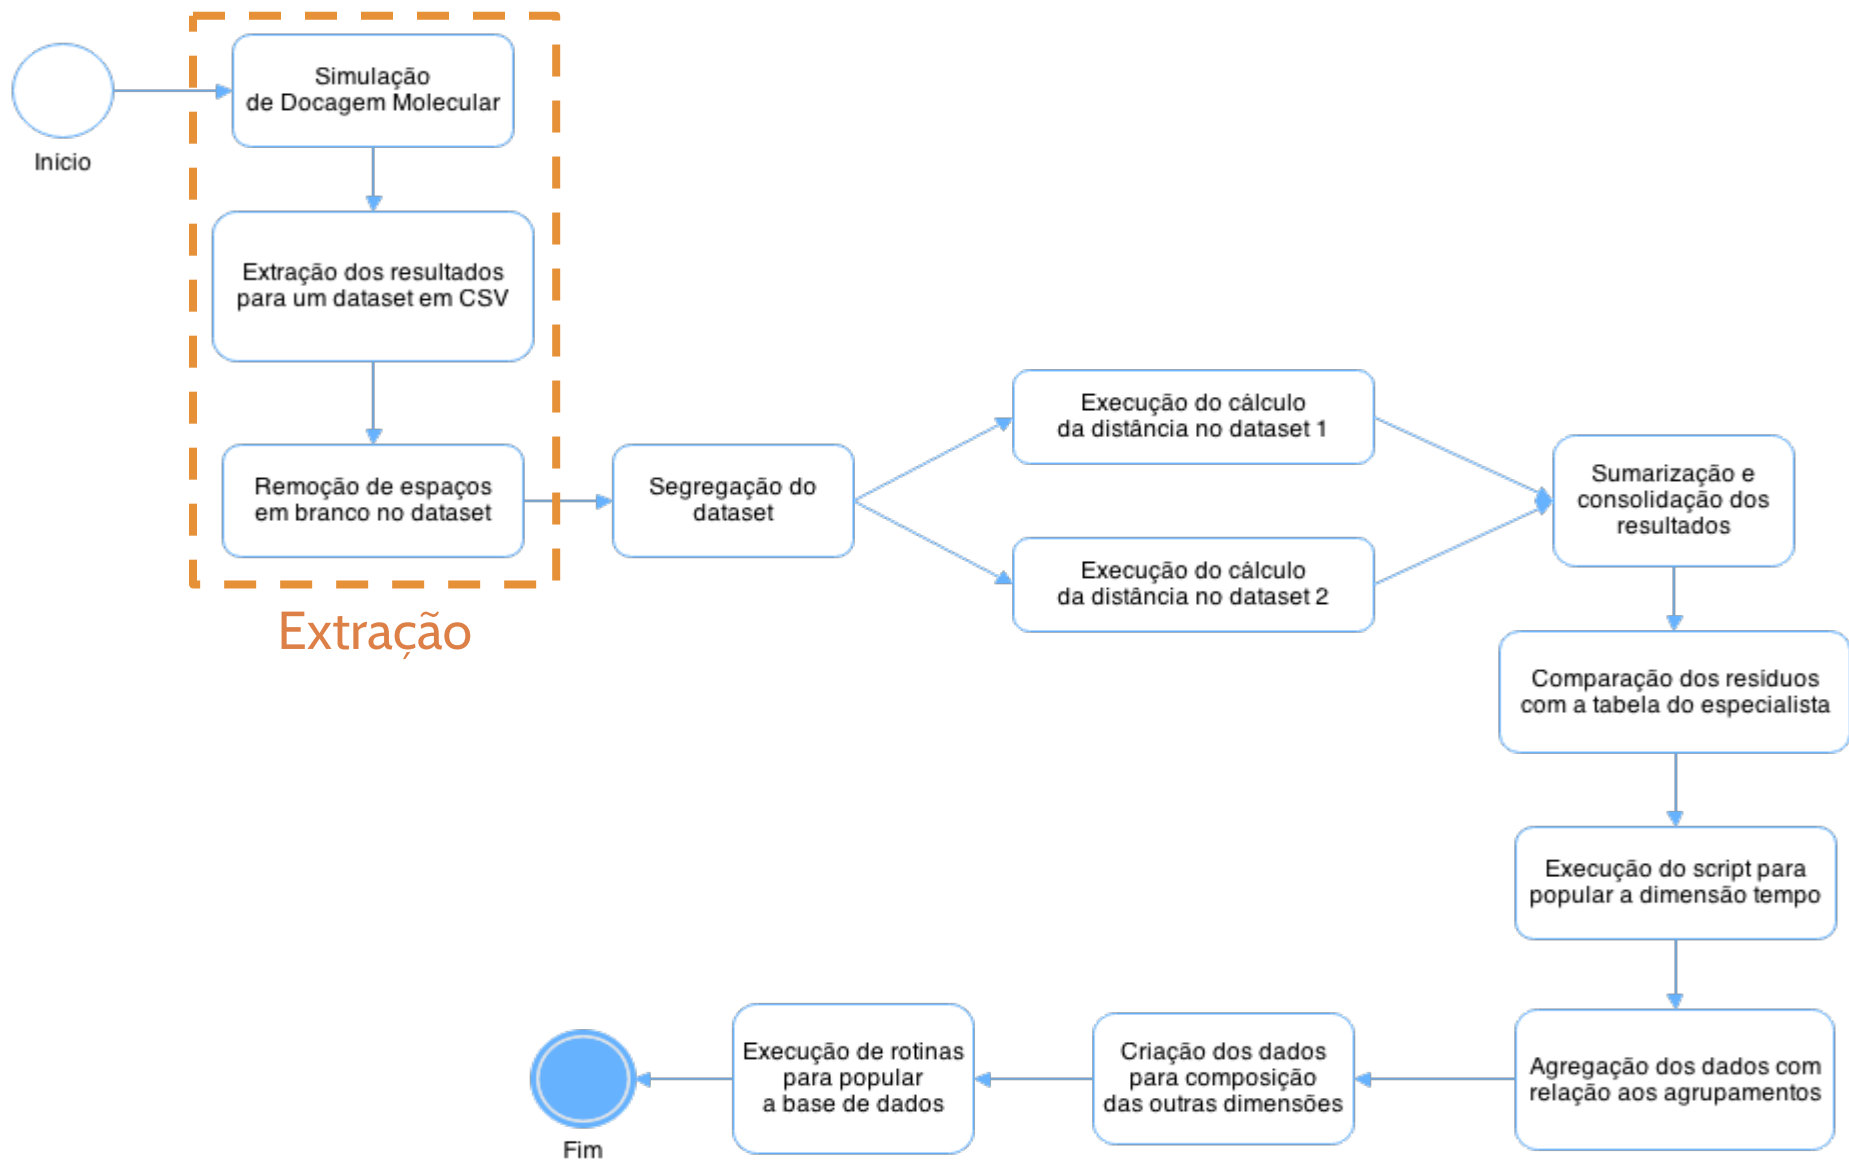 Início
Simulação
de Docagem Molecular
Extração dos resultados
para um dataset em CSV
Remoção de espaços
em branco no dataset
Extração
Segregação do
dataset
Execução do cálculo
da distância no dataset 1
Execução do cálculo
da distância no dataset 2
Sumarização e
consolidação dos
resultados
Comparação dos resíduos
com a tabela do especialista
Execução do script para
popular a dimensão tempo
Agregação dos dados com
relação aos agrupamentos
Criação dos dados
para composição
das outras dimensões
Execução de rotinas
para popular
a base de dados
Fim